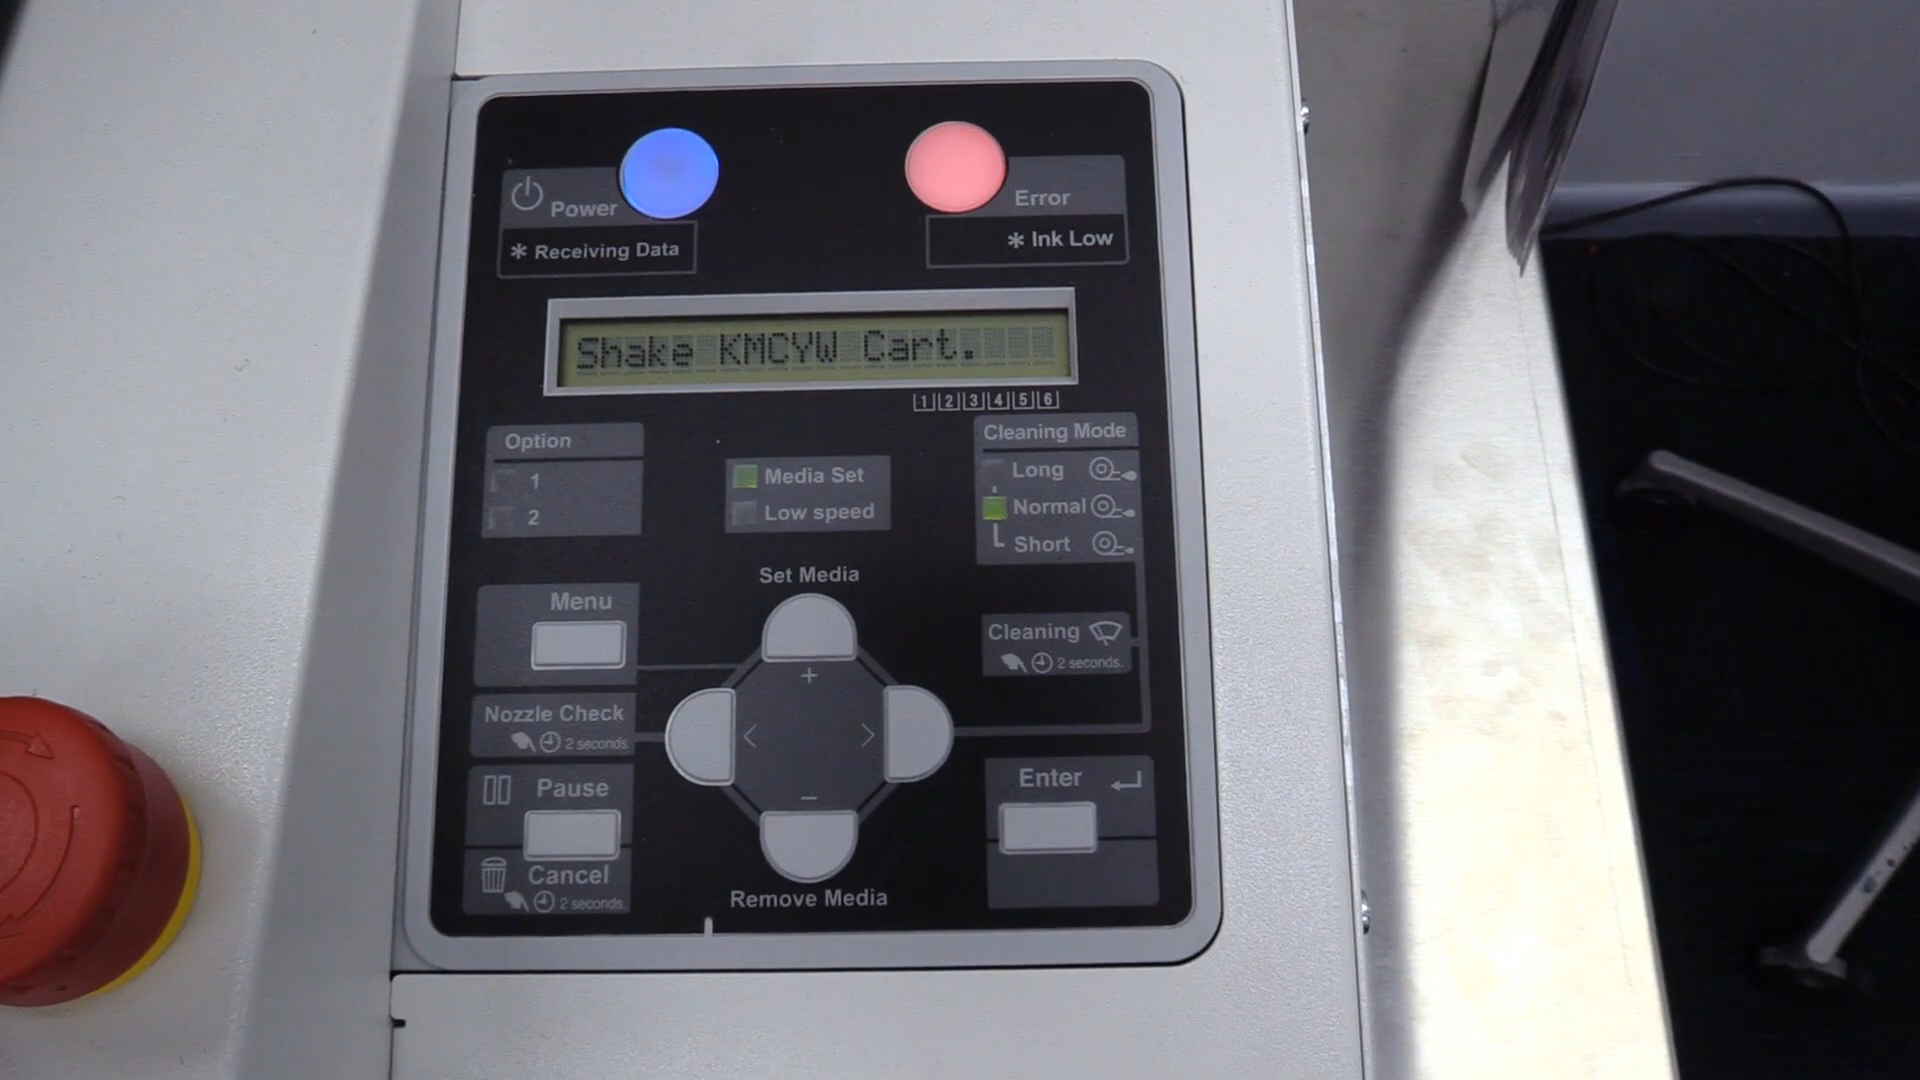 Power
Error
* Receiving Data
* Ink Low
Shake KMCYW Cart.
1 2 3 4 5 6
Option
1
2
Media Set
Low speed
Cleaning Mode
Long
Normal
Short
Set Media
Menu
+
Cleaning
2 seconds.
Nozzle Check
2 seconds.
< >
Pause
−
Enter
Cancel
2 seconds.
Remove Media